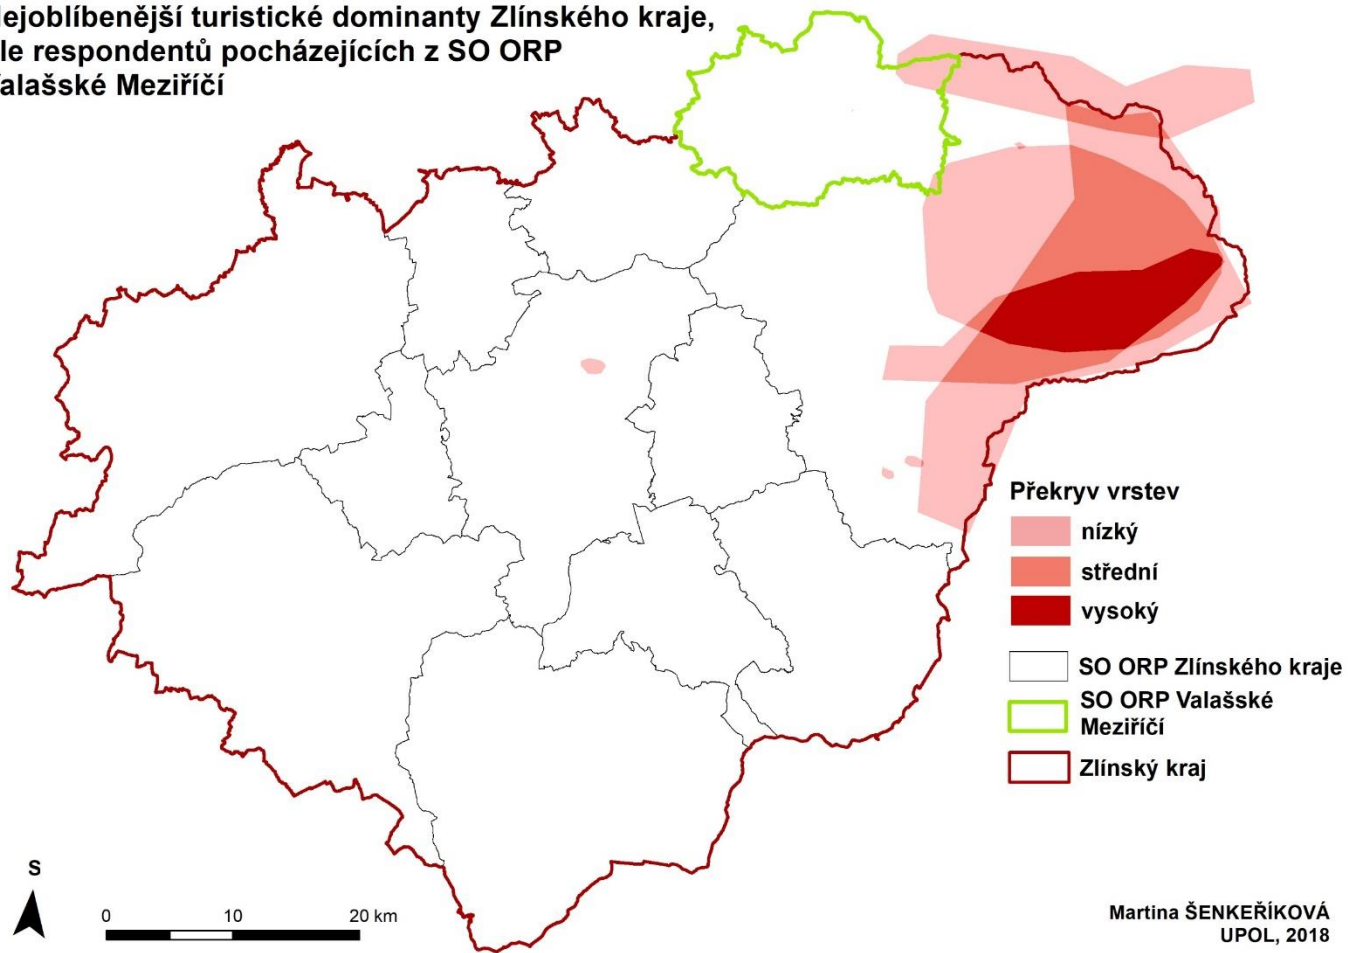 lejoblíbenější turistické dominanty Zlínského kraje,
le respondentů pocházejících z SO ORP
alašské Meziříčí
Překryv vrstev
nízký
střední
vysoký
SO ORP Zlínského kraje
SO ORP Valašské
Meziříčí
Zlínský kraj
S
0 10 20 km
Martina ŠENKEŘÍKOVÁ
UPOL, 2018